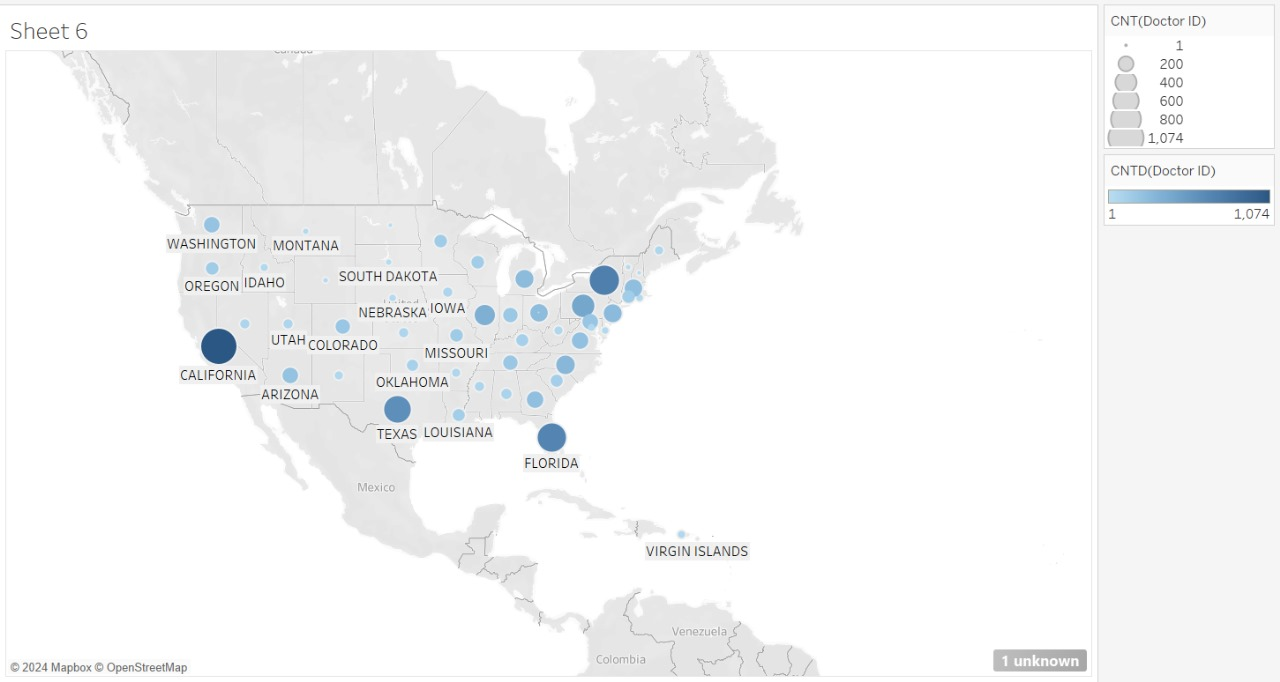 Sheet 6
Canada
WASHINGTON
MONTANA
OREGON
IDAHO
SOUTH DAKOTA
United
NEBRASKA
IOWA
UTAH
COLORADO
MISSOURI
CALIFORNIA
ARIZONA
OKLAHOMA
TEXAS
LOUISIANA
FLORIDA
Mexico
VIRGIN ISLANDS
Venezuela
Colombia
© 2024 Mapbox © OpenStreetMap
1 unknown
CNT(Doctor ID)
1
200
400
600
800
1,074
CNTD(Doctor ID)
1 1,074